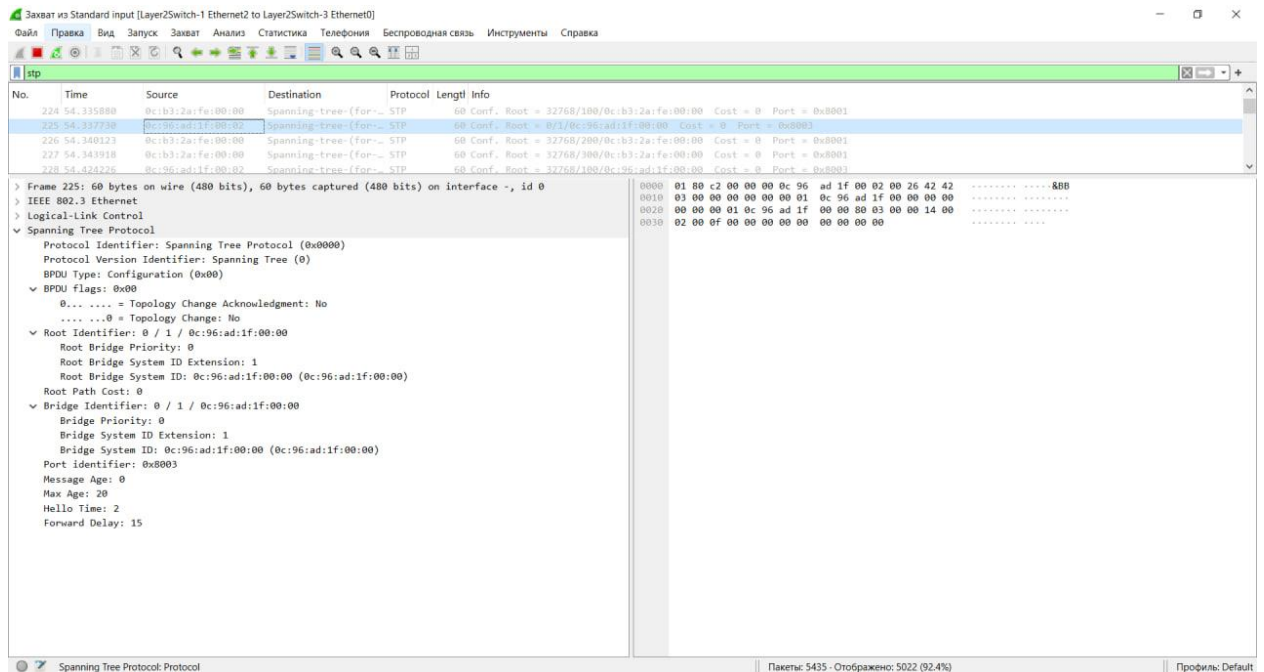 Захват из Standard input [Layer2Switch-1 Ethernet2 to Layer2Switch-3 Ethernet0]
Файл Правка Вид Запуск Захват Анализ Статистика Телефония Беспроводная связь Инструменты Справка
stp
No. Time Source Destination Protocol Lengtl Info
224 54.335880 0c:b3:2a:fe:00:00 Spanning-tree-(for-… STP 60 Conf. Root = 32768/100/0c:b3:2a:fe:00:00 Cost = 0 Port = 0x8001
225 54.337730 0c:96:ad:1f:00:02 Spanning-tree-(for-… STP 60 Conf. Root = 0/1/0c:96:ad:1f:00:00 Cost = 0 Port = 0x8003
226 54.340123 0c:b3:2a:fe:00:00 Spanning-tree-(for-… STP 60 Conf. Root = 32768/200/0c:b3:2a:fe:00:00 Cost = 0 Port = 0x8001
227 54.343918 0c:b3:2a:fe:00:00 Spanning-tree-(for-… STP 60 Conf. Root = 32768/300/0c:b3:2a:fe:00:00 Cost = 0 Port = 0x8001
228 54.424226 0c:96:ad:1f:00:02 Spanning-tree-(for-… STP 60 Conf. Root = 32768/100/0c:96:ad:1f:00:00 Cost = 0 Port = 0x8003
Frame 225: 60 bytes on wire (480 bits), 60 bytes captured (480 bits) on interface -, id 0
IEEE 802.3 Ethernet
Logical-Link Control
Spanning Tree Protocol
Protocol Identifier: Spanning Tree Protocol (0x0000)
Protocol Version Identifier: Spanning Tree (0)
BPDU Type: Configuration (0x00)
BPDU flags: 0x00
0... .... = Topology Change Acknowledgment: No
.... ...0 = Topology Change: No
Root Identifier: 0 / 1 / 0c:96:ad:1f:00:00
Root Bridge Priority: 0
Root Bridge System ID Extension: 1
Root Bridge System ID: 0c:96:ad:1f:00:00 (0c:96:ad:1f:00:00)
Root Path Cost: 0
Bridge Identifier: 0 / 1 / 0c:96:ad:1f:00:00
Bridge Priority: 0
Bridge System ID Extension: 1
Bridge System ID: 0c:96:ad:1f:00:00 (0c:96:ad:1f:00:00)
Port identifier: 0x8003
Message Age: 0
Max Age: 20
Hello Time: 2
Forward Delay: 15
0000 01 80 c2 00 00 00 0c 96 ad 1f 00 02 00 26 42 42 ········ ·····&BB
0010 03 00 00 00 00 00 00 01 0c 96 ad 1f 00 00 00 00 ········ ········
0020 00 00 00 01 0c 96 ad 1f 00 00 80 03 00 00 14 00 ········ ········
0030 02 00 0f 00 00 00 00 00 00 00 00 00 ········ ····
Spanning Tree Protocol: Protocol
Пакеты: 5435 · Отображено: 5022 (92.4%)
Профиль: Default